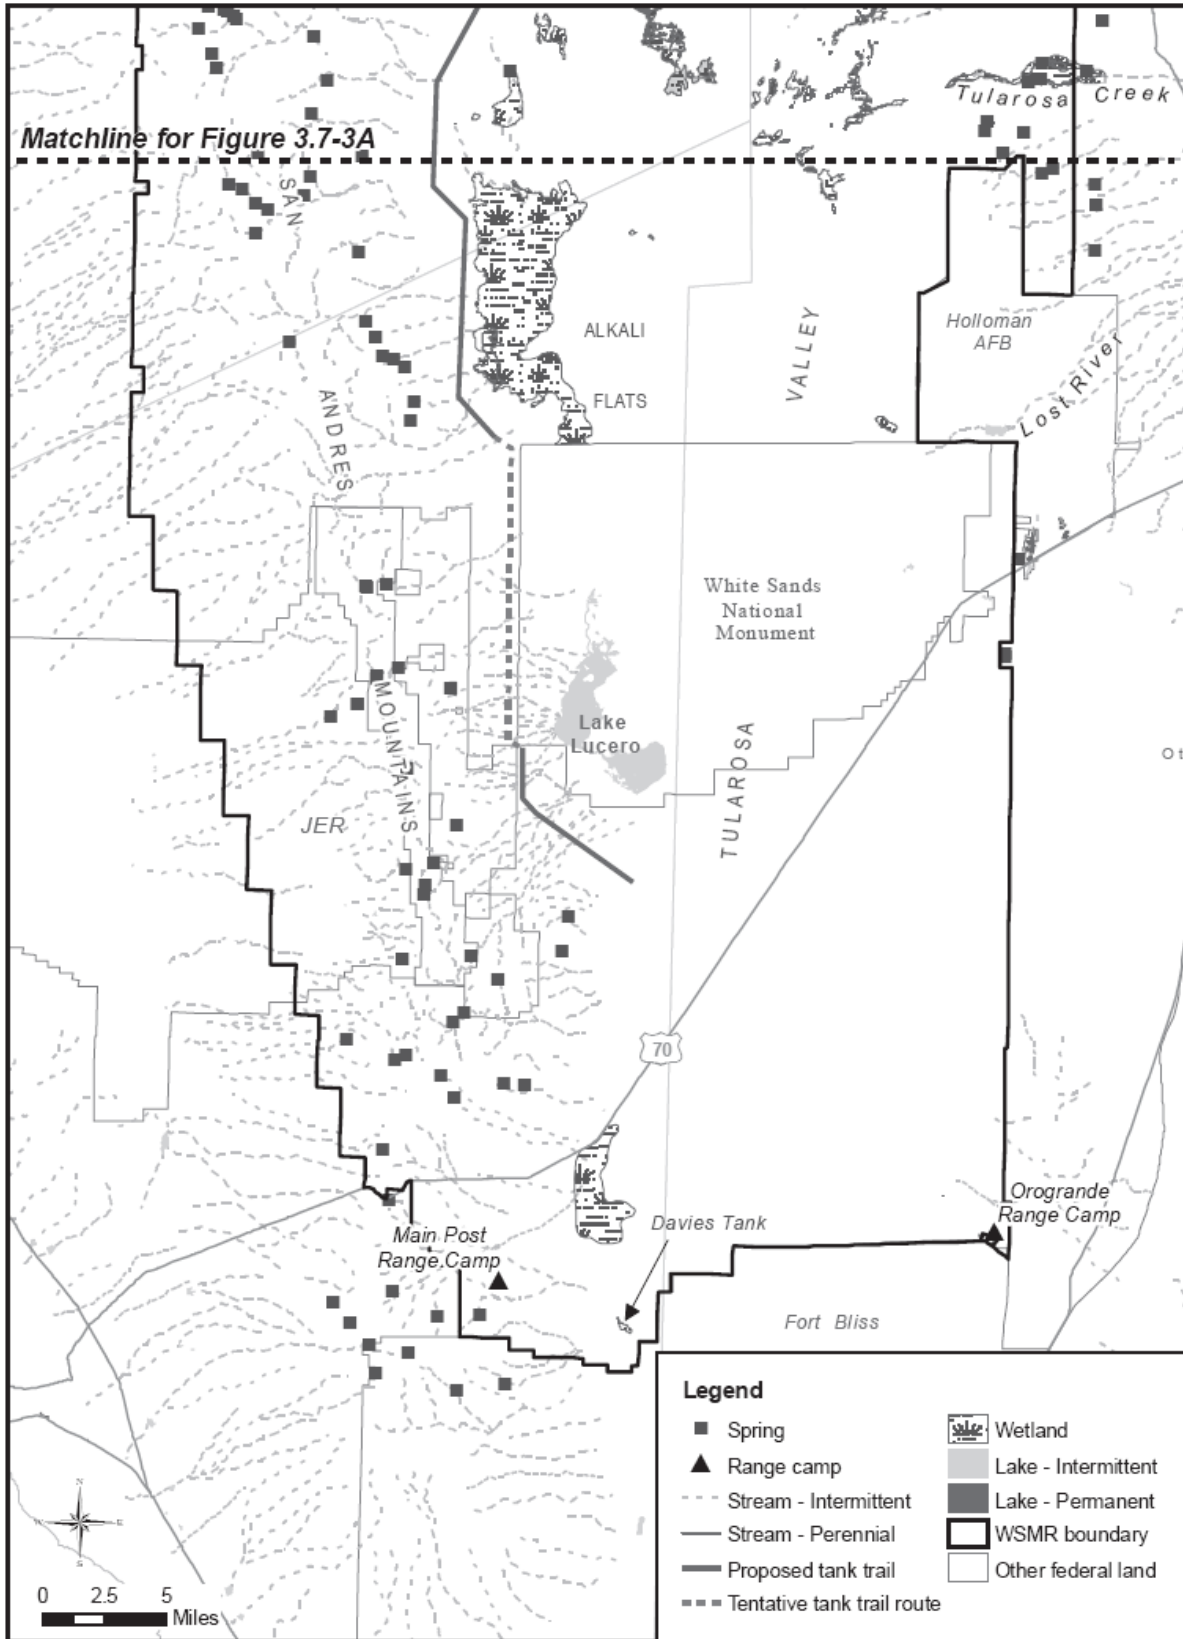 Tularosa Creek
Matchline for Figure 3.7-3A
SAN
ANDRES
MOUNTAINS
ALKALI
FLATS
VALLEY
Holloman
AFB
Lost River
White Sands
National
Monument
Lake
Lucero
TULAROSA
JER
Ot
70
Orogrande
Range Camp
Davies Tank
Main Post
Range Camp
Fort Bliss
Legend
Spring
Range camp
Stream - Intermittent
Stream - Perennial
Proposed tank trail
Tentative tank trail route
Wetland
Lake - Intermittent
Lake - Permanent
WSMR boundary
Other federal land
N
W E
S
0 2.5 5
Miles